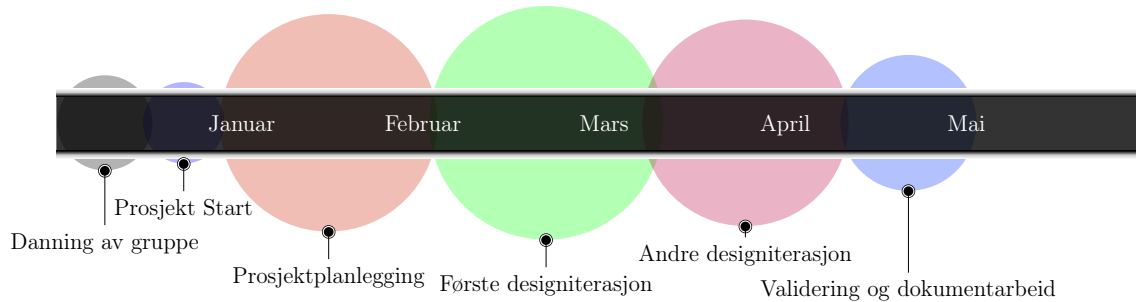 Januar Februar Mars April Mai
Prosjekt Start
Danning av gruppe
Andre designiterasjon
Prosjektplanlegging
Første designiterasjon
Validering og dokumentarbeid